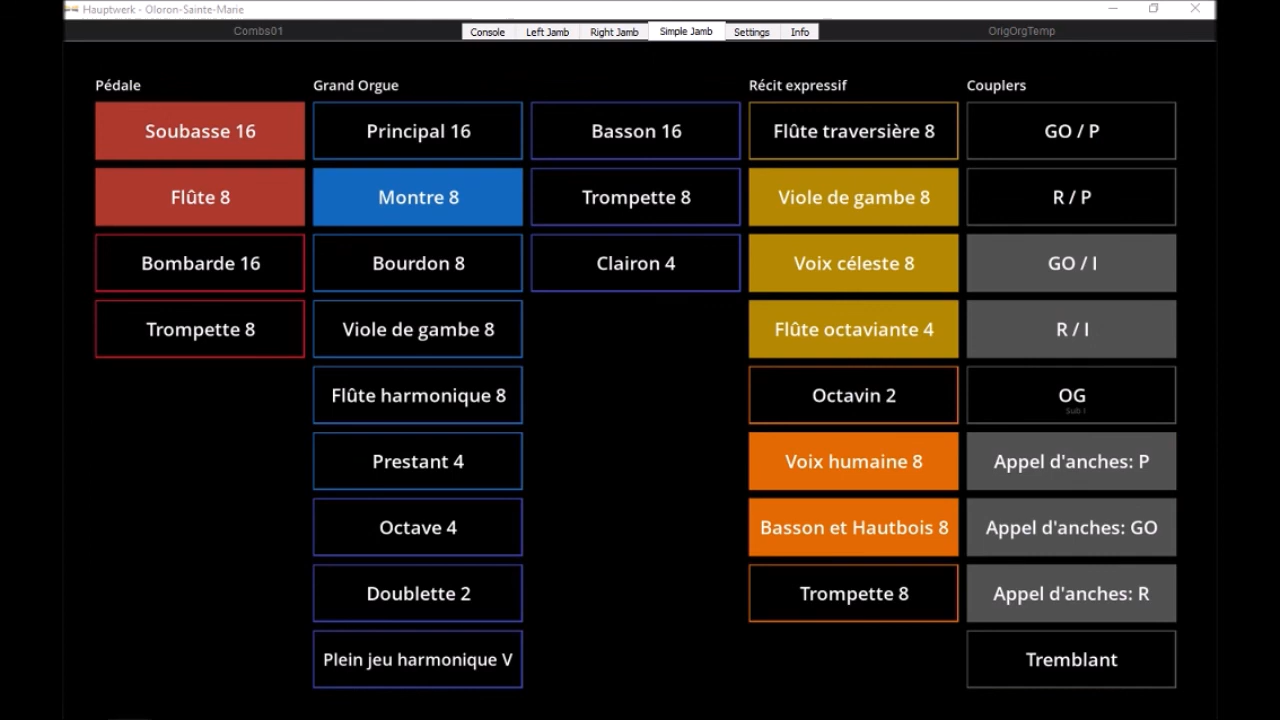 Hauptwerk - Oloron-Sainte-Marie
Combs01
Console
Left Jamb
Right Jamb
Simple Jamb
Settings
Info
OrigOrgTemp
Pédale
Soubasse 16
Flûte 8
Bombarde 16
Trompette 8
Grand Orgue
Principal 16
Montre 8
Bourdon 8
Viole de gambe 8
Flûte harmonique 8
Prestant 4
Octave 4
Doublette 2
Plein jeu harmonique V
Basson 16
Trompette 8
Clairon 4
Récit expressif
Flûte traversière 8
Viole de gambe 8
Voix céleste 8
Flûte octaviante 4
Octavin 2
Voix humaine 8
Basson et Hautbois 8
Trompette 8
Couplers
GO / P
R / P
GO / I
R / I
OG
Sub I
Appel d'anches: P
Appel d'anches: GO
Appel d'anches: R
Tremblant